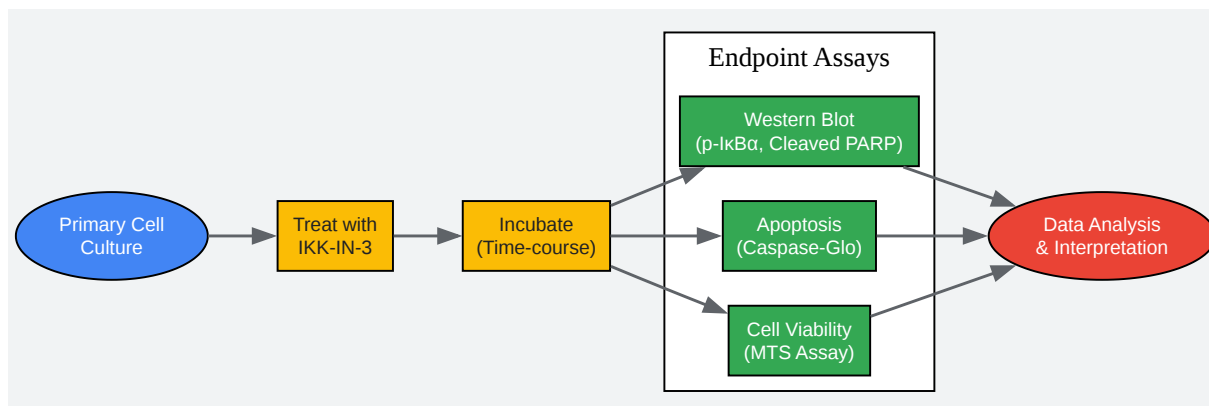 Primary Cell
Culture
Treat with
IKK-IN-3
Incubate
(Time-course)
Endpoint Assays
Western Blot
(p-IκBα, Cleaved PARP)
Apoptosis
(Caspase-Glo)
Cell Viability
(MTS Assay)
Data Analysis
& Interpretation